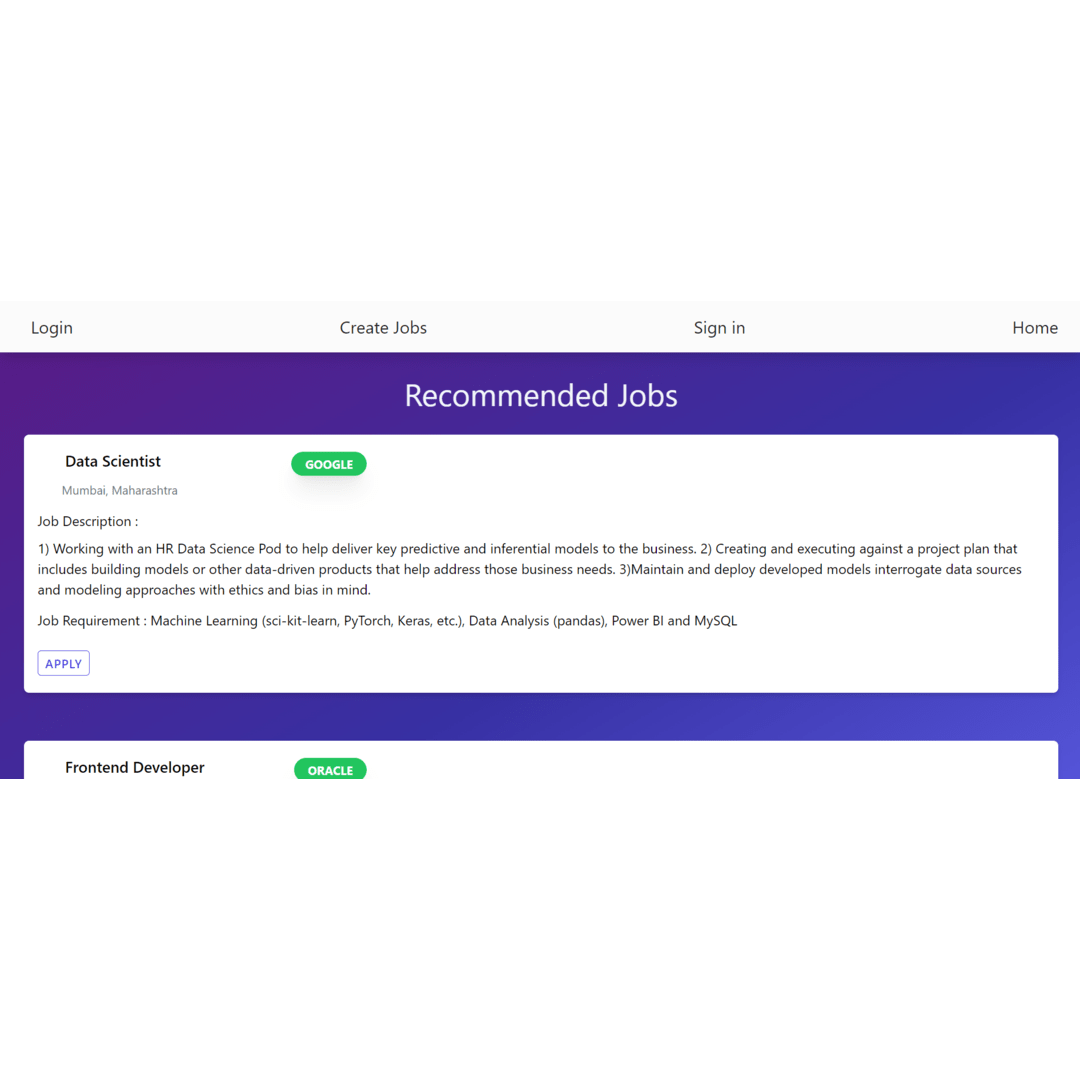 Login Create Jobs Sign in Home
Recommended Jobs
Data Scientist GOOGLE
Mumbai, Maharashtra
Job Description :
1) Working with an HR Data Science Pod to help deliver key predictive and inferential models to the business. 2) Creating and executing against a project plan that
includes building models or other data-driven products that help address those business needs. 3)Maintain and deploy developed models interrogate data sources
and modeling approaches with ethics and bias in mind.
Job Requirement : Machine Learning (sci-kit-learn, PyTorch, Keras, etc.), Data Analysis (pandas), Power BI and MySQL
APPLY
Frontend Developer ORACLE